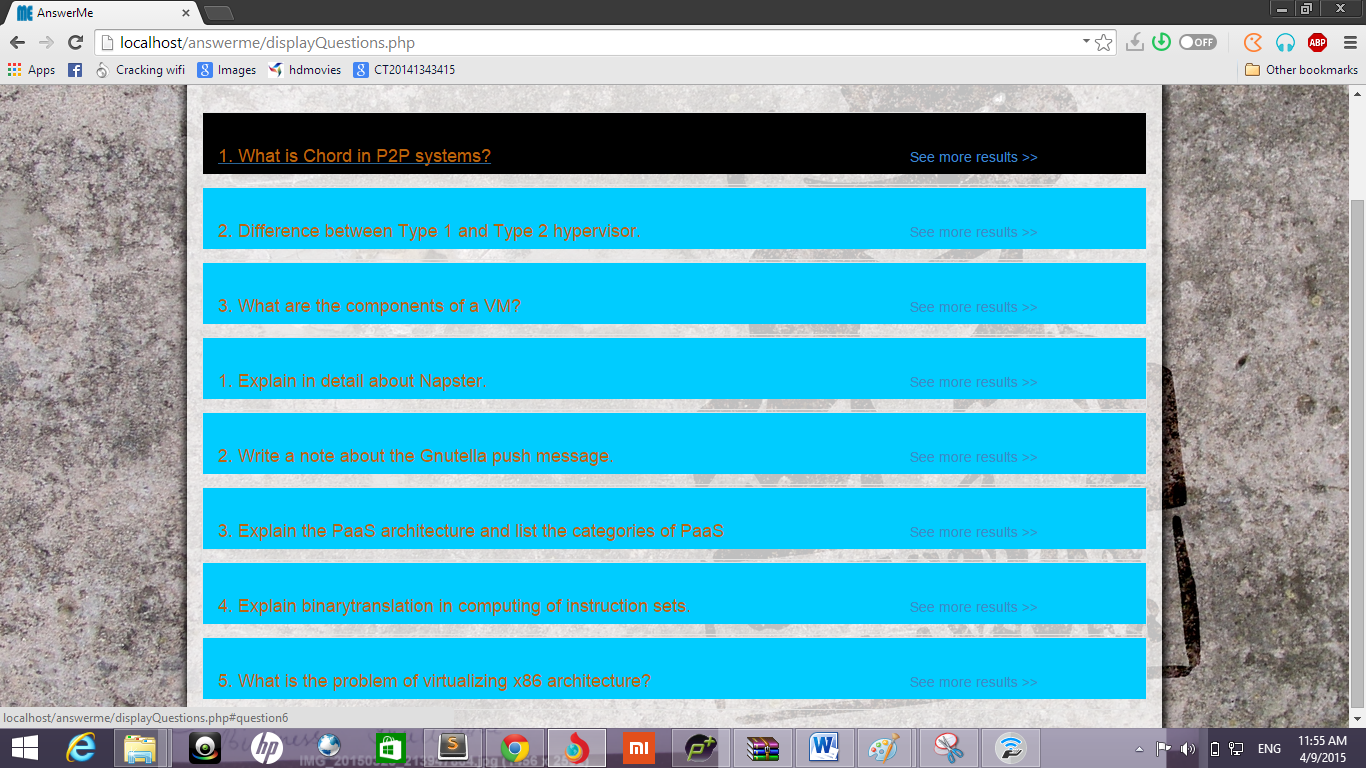 AnswerMe
localhost/answerme/displayQuestions.php
OFF
ABP
Apps
Cracking wifi
Images
hdmovies
CT20141343415
Other bookmarks
1. What is Chord in P2P systems? See more results >>
2. Difference between Type 1 and Type 2 hypervisor. See more results >>
3. What are the components of a VM? See more results >>
1. Explain in detail about Napster. See more results >>
2. Write a note about the Gnutella push message. See more results >>
3. Explain the PaaS architecture and list the categories of PaaS See more results >>
4. Explain binarytranslation in computing of instruction sets. See more results >>
5. What is the problem of virtualizing x86 architecture? See more results >>
localhost/answerme/displayQuestions.php#question6
ENG
11:55 AM
4/9/2015